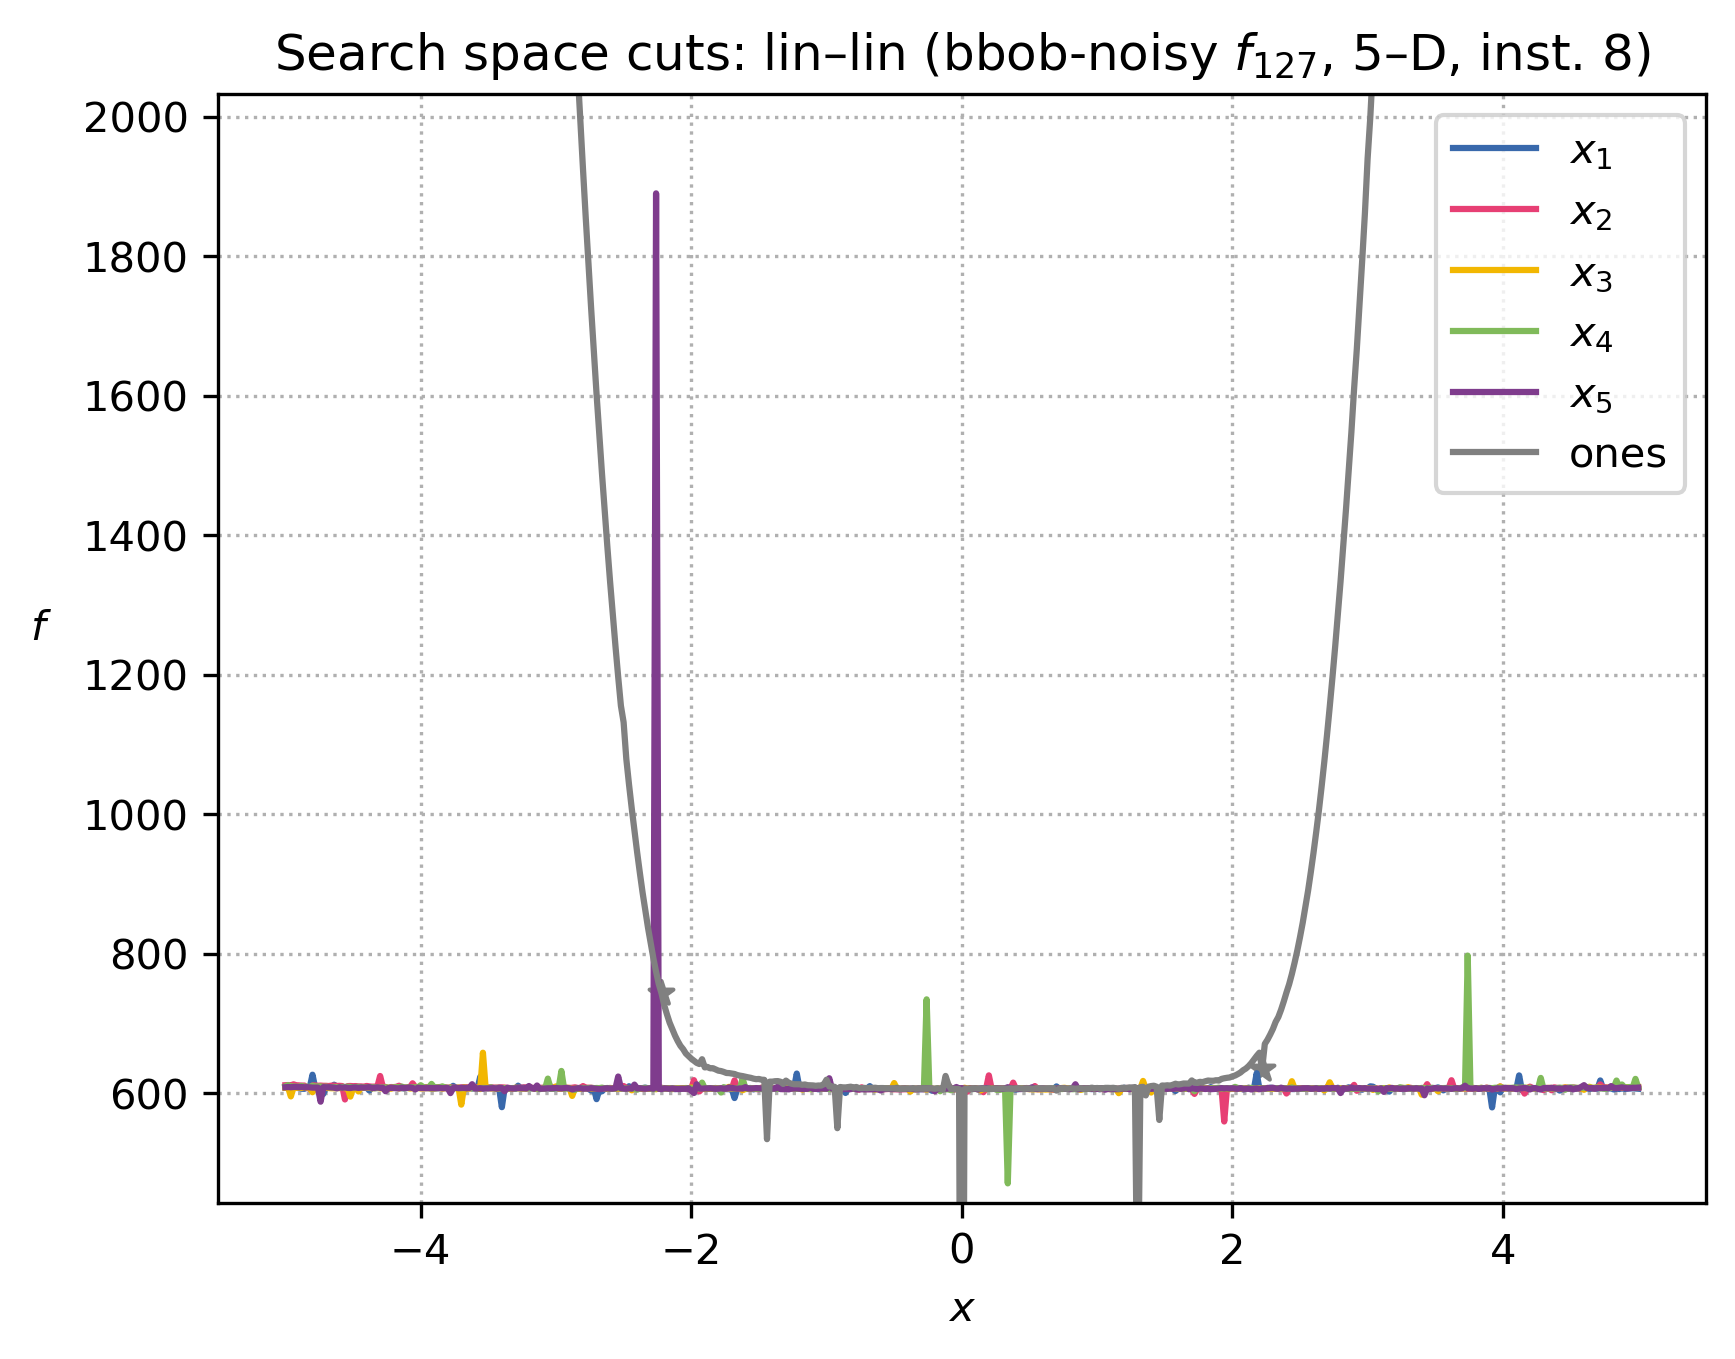 Search space cuts: lin–lin (bbob-noisy f₁₂₇, 5–D, inst. 8)
2000
1800
1600
1400
1200
1000
800
600
f
x₁
x₂
x₃
x₄
x₅
ones
−4 −2 0 2 4
x